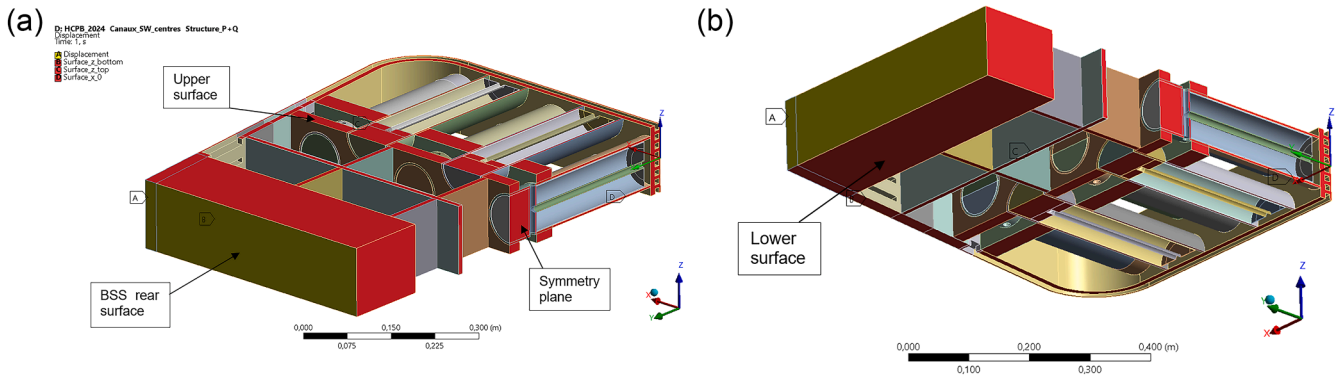 (a)
D: HCPB_2024 Canaux_SW_centres Structure_P+Q
Displacement
Time: 1, s
A Displacement
B Surface_z_bottom
C Surface_z_top
D Surface_x_0
Upper
surface
Z
A
B
D
BSS rear
surface
Symmetry
plane
Z
X
Y
0,000 0,150 0,300 (m)
0,075 0,225
(b)
A
Z
C
D
Lower
surface
Z
Y
X
0,000 0,200 0,400 (m)
0,100 0,300